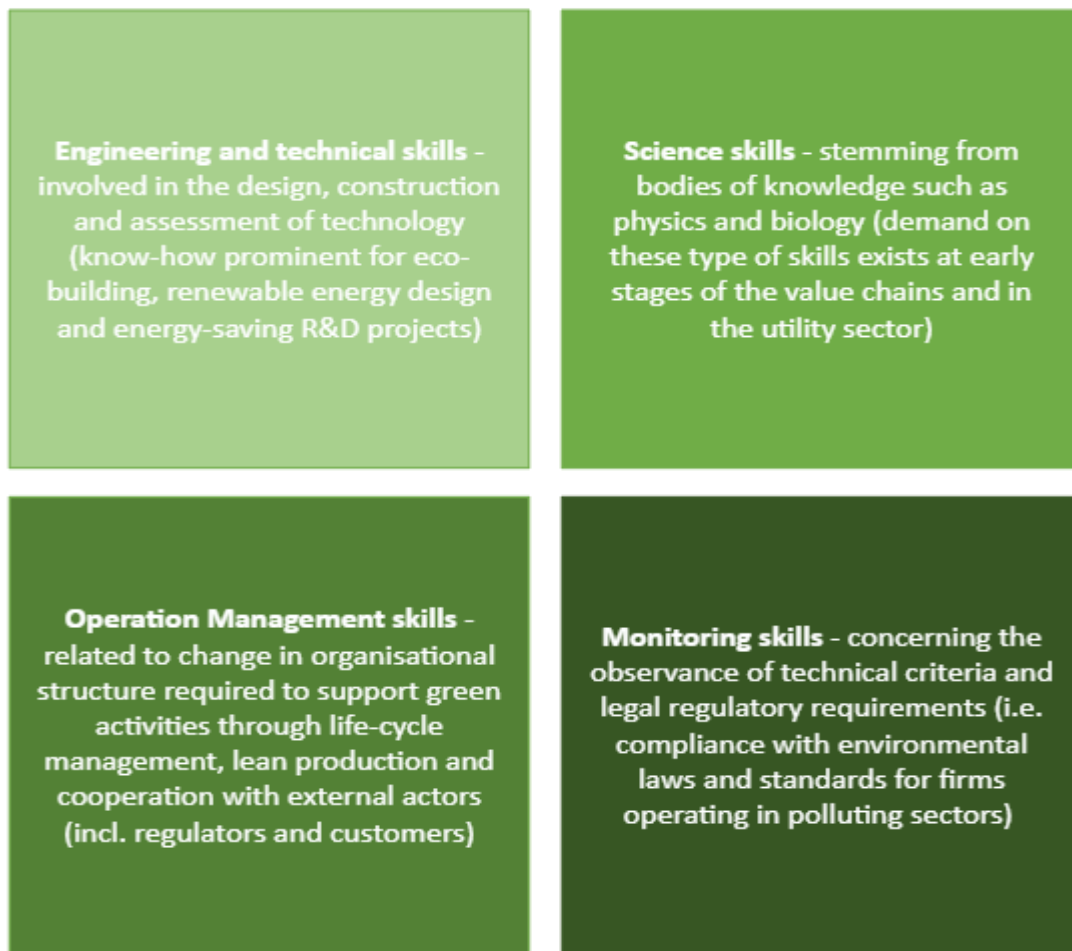 Engineering and technical skills -
involved in the design, construction
and assessment of technology
(know-how prominent for eco-
building, renewable energy design
and energy-saving R&D projects)
Science skills - stemming from
bodies of knowledge such as
physics and biology (demand on
these type of skills exists at early
stages of the value chains and in
the utility sector)
Operation Management skills -
related to change in organisational
structure required to support green
activities through life-cycle
management, lean production and
cooperation with external actors
(incl. regulators and customers)
Monitoring skills - concerning the
observance of technical criteria and
legal regulatory requirements (i.e.
compliance with environmental
laws and standards for firms
operating in polluting sectors)